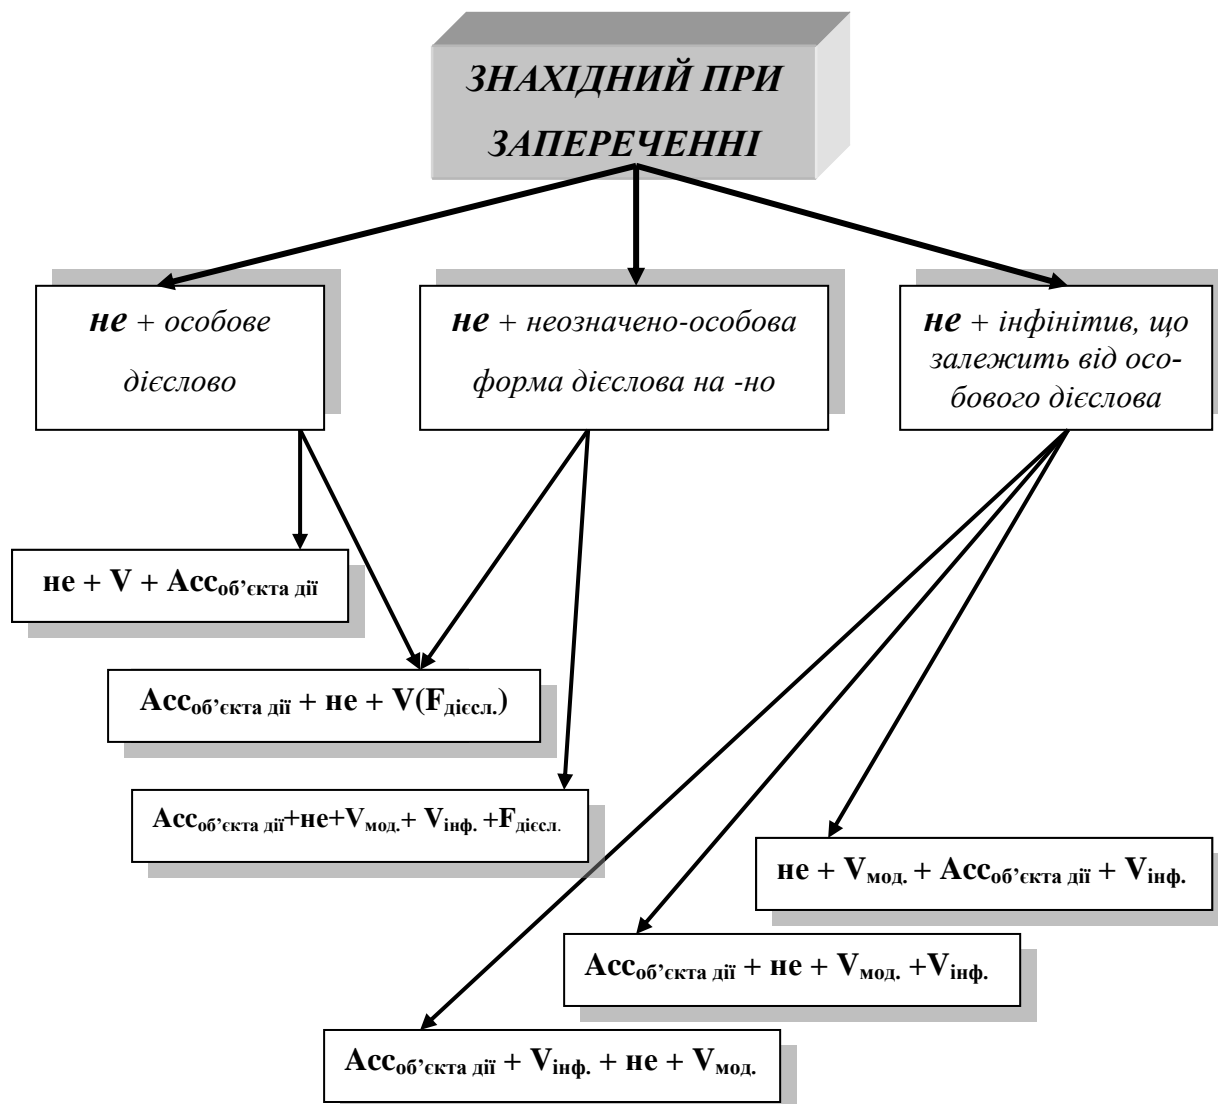 ЗНАХІДНИЙ ПРИ
ЗАПЕРЕЧЕННІ
не + особове
дієслово
не + неозначено-особова
форма дієслова на -но
не + інфінітив, що
залежить від осо-
бового дієслова
не + V + Accоб’єкта дії
Accоб’єкта дії + не + V(Fдієсл.)
Accоб’єкта дії+не+Vмод.+ Vінф. +Fдієсл.
не + Vмод. + Accоб’єкта дії + Vінф.
Accоб’єкта дії + не + Vмод. +Vінф.
Accоб’єкта дії + Vінф. + не + Vмод.